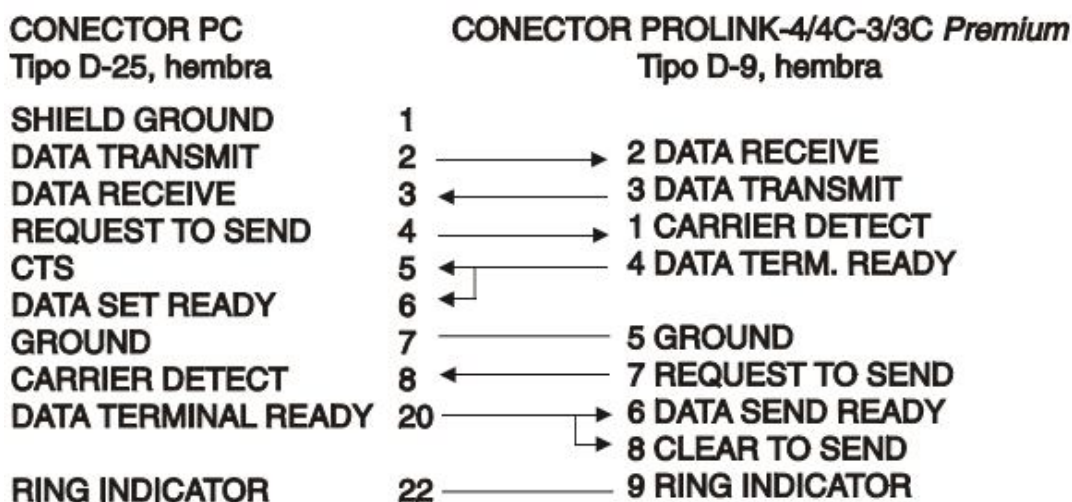 CONECTOR PC CONECTOR PROLINK-4/4C-3/3C Premium
Tipo D-25, hembra Tipo D-9, hembra
SHIELD GROUND 1
DATA TRANSMIT 2 2 DATA RECEIVE
DATA RECEIVE 3 3 DATA TRANSMIT
REQUEST TO SEND 4 1 CARRIER DETECT
CTS 5 4 DATA TERM. READY
DATA SET READY 6
GROUND 7 5 GROUND
CARRIER DETECT 8 7 REQUEST TO SEND
DATA TERMINAL READY 20 6 DATA SEND READY
8 CLEAR TO SEND
RING INDICATOR 22 9 RING INDICATOR